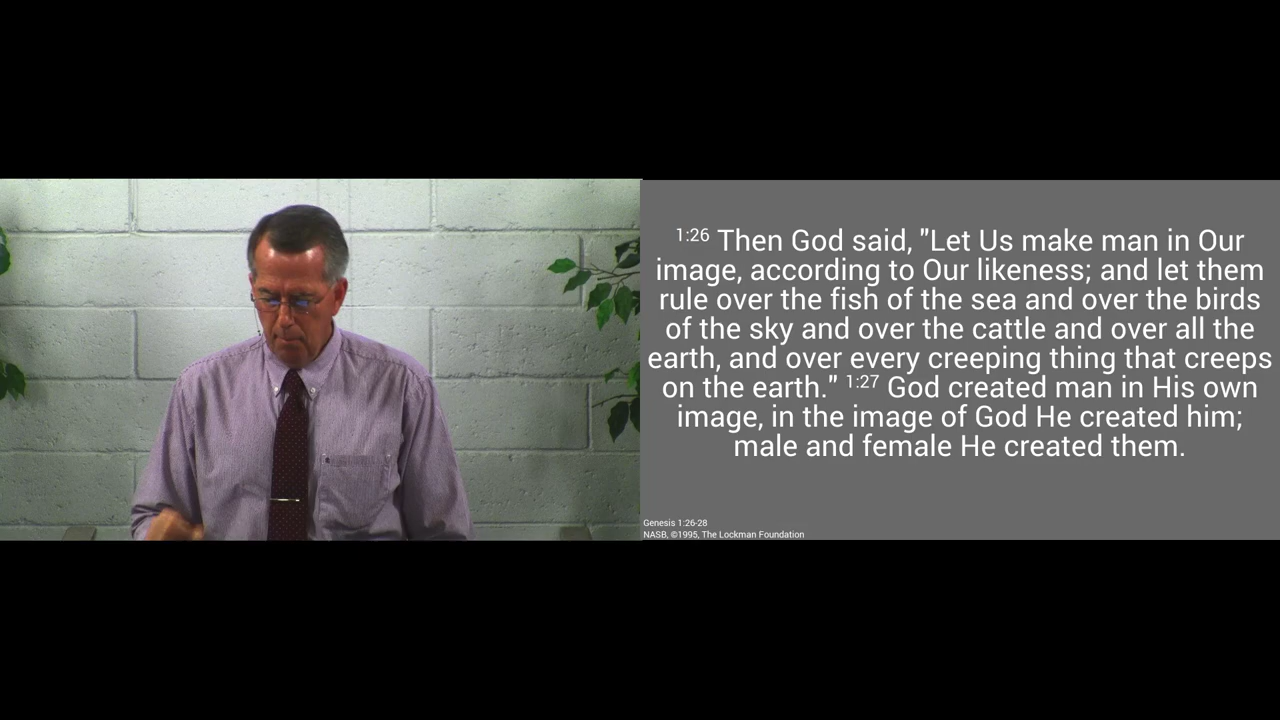 1:26 Then God said, "Let Us make man in Our
image, according to Our likeness; and let them
rule over the fish of the sea and over the birds
of the sky and over the cattle and over all the
earth, and over every creeping thing that creeps
on the earth." 1:27 God created man in His own
image, in the image of God He created him;
male and female He created them.
Genesis 1:26-28
NASB, ©1995, The Lockman Foundation